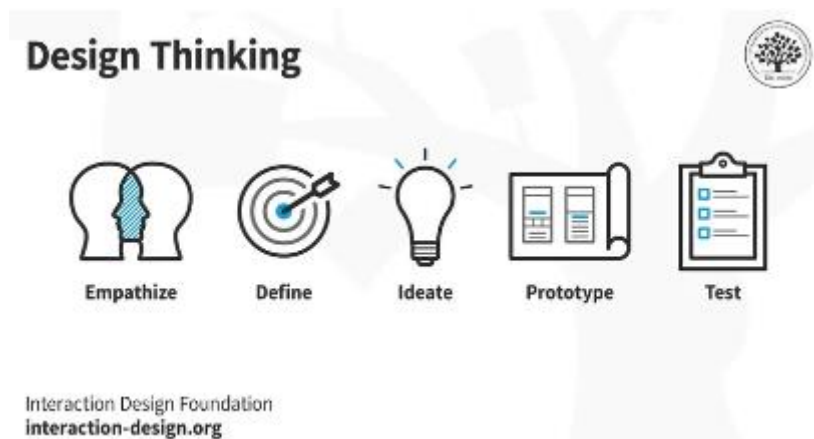 Design Thinking
Empathize
Define
Ideate
Prototype
Test
Interaction Design Foundation
interaction-design.org